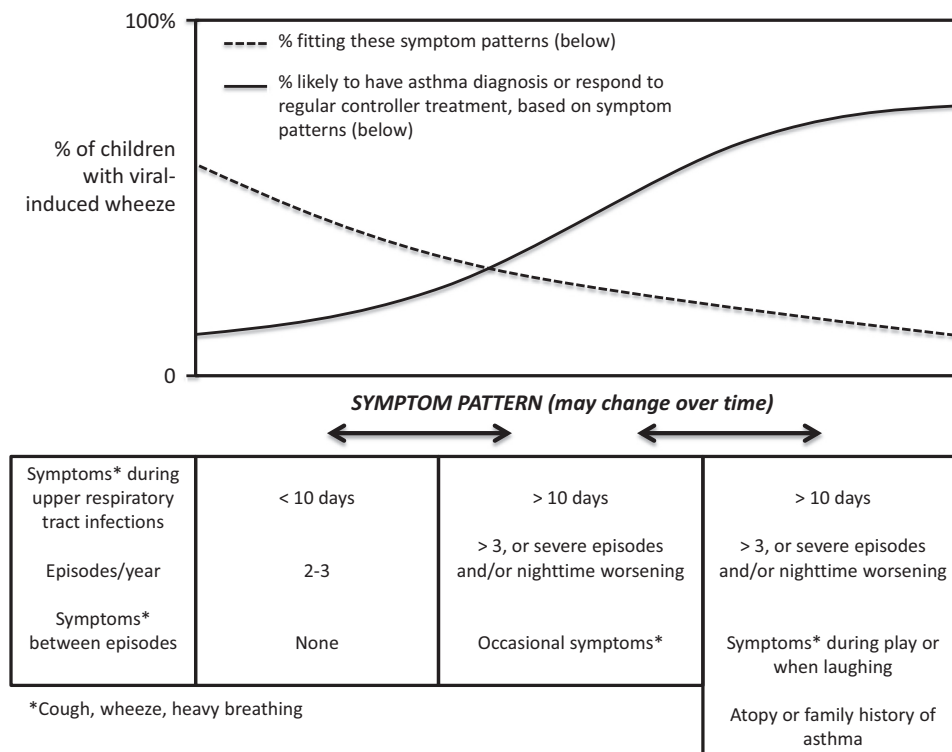 100%
% fitting these symptom patterns (below)
% likely to have asthma diagnosis or respond to
regular controller treatment, based on symptom
patterns (below)
% of children
with viral-
induced wheeze
0
SYMPTOM PATTERN (may change over time)
Symptoms* during
upper respiratory
tract infections
< 10 days
> 10 days
> 10 days
Episodes/year
2-3
> 3, or severe episodes
and/or nighttime worsening
> 3, or severe episodes
and/or nighttime worsening
Symptoms*
between episodes
None
Occasional symptoms*
Symptoms* during play or
when laughing
Atopy or family history of
asthma
*Cough, wheeze, heavy breathing